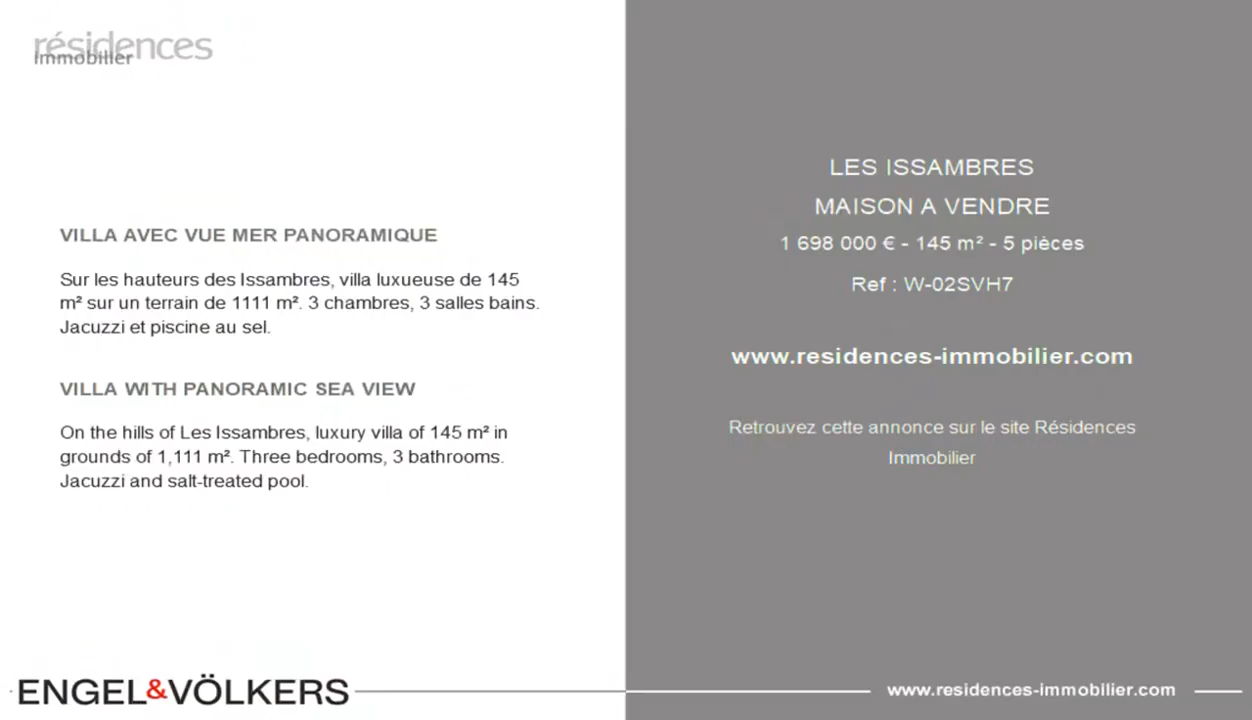 résidences
Immobilier
VILLA AVEC VUE MER PANORAMIQUE
Sur les hauteurs des Issambres, villa luxueuse de 145
m² sur un terrain de 1111 m². 3 chambres, 3 salles bains.
Jacuzzi et piscine au sel.
VILLA WITH PANORAMIC SEA VIEW
On the hills of Les Issambres, luxury villa of 145 m² in
grounds of 1,111 m². Three bedrooms, 3 bathrooms.
Jacuzzi and salt-treated pool.
ENGEL&VÖLKERS
LES ISSAMBRES
MAISON A VENDRE
1 698 000 € - 145 m² - 5 pièces
Ref : W-02SVH7
www.residences-immobilier.com
Retrouvez cette annonce sur le site Résidences
Immobilier
www.residences-immobilier.com